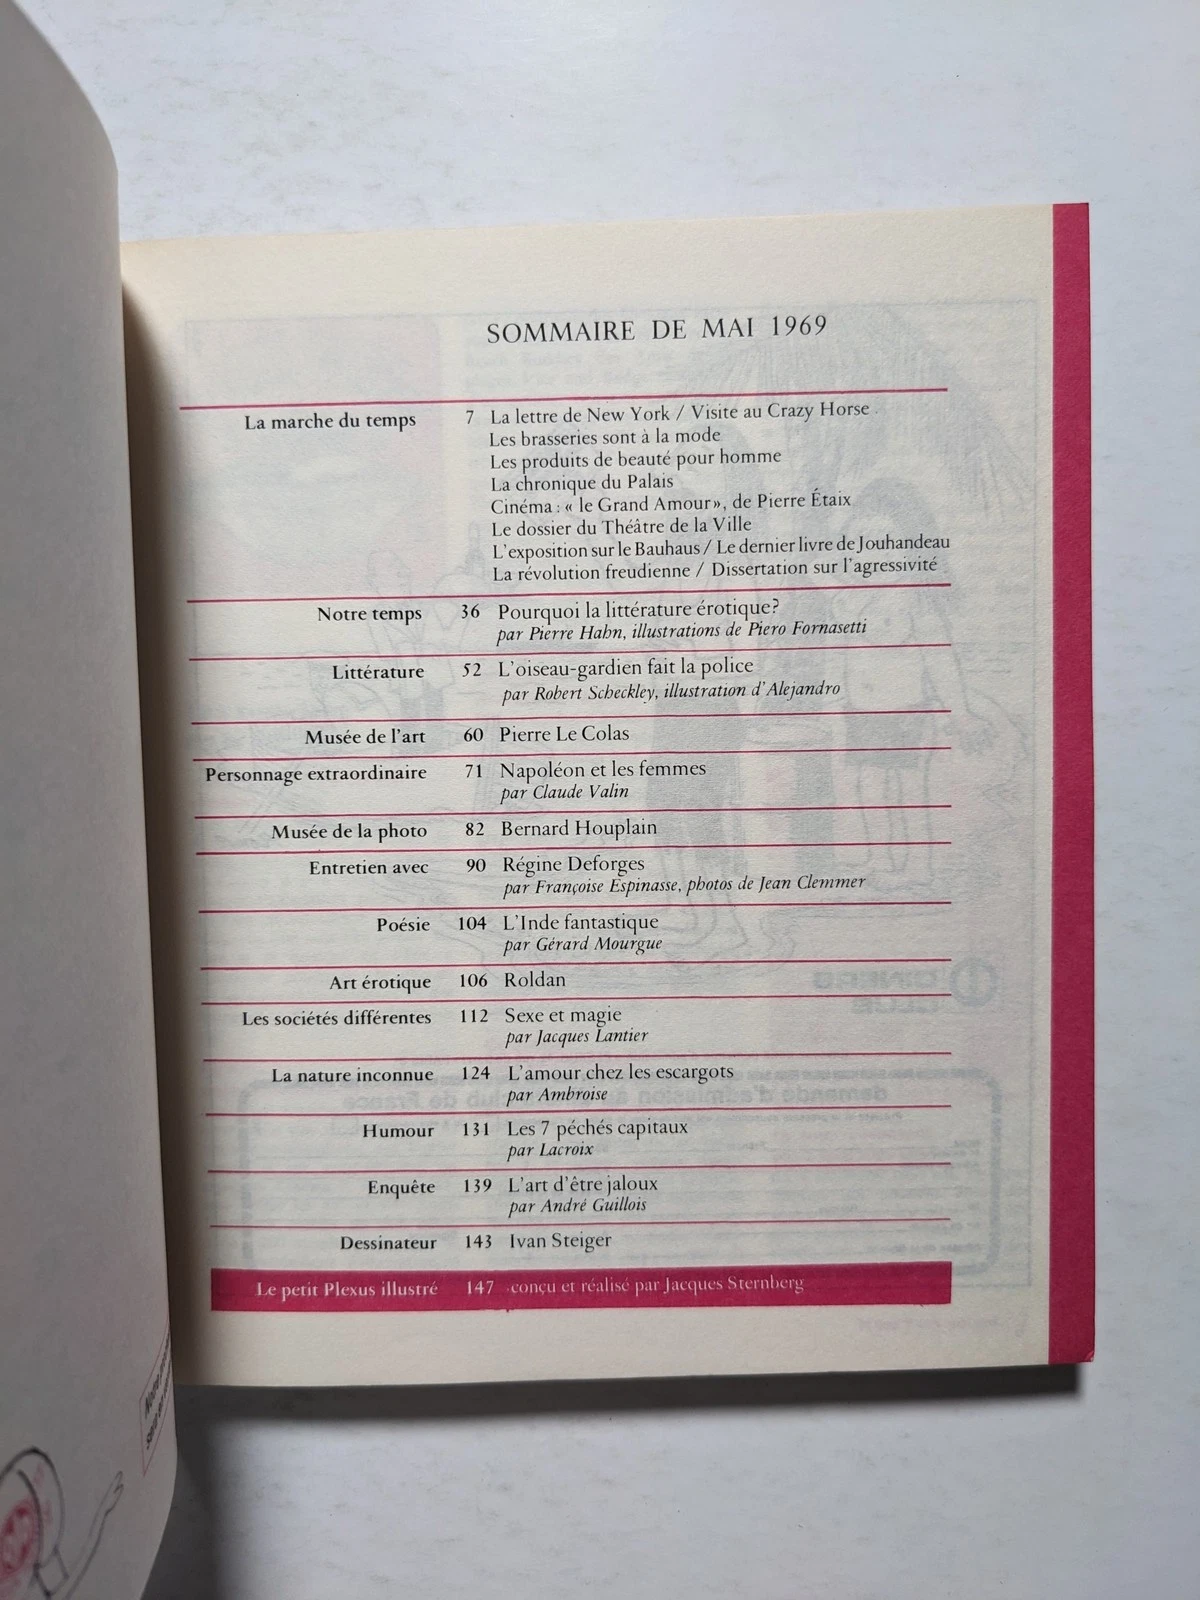 SOMMAIRE DE MAI 1969
La marche du temps 7 La lettre de New York / Visite au Crazy Horse
Les brasseries sont à la mode
Les produits de beauté pour homme
La chronique du Palais
Cinéma : « le Grand Amour», de Pierre Étaix
Le dossier du Théâtre de la Ville
L'exposition sur le Bauhaus / Le dernier livre de Jouhandeau
La révolution freudienne / Dissertation sur l'agressivité
Notre temps 36 Pourquoi la littérature érotique?
par Pierre Hahn, illustrations de Piero Fornasetti
Littérature 52 L'oiseau-gardien fait la police
par Robert Scheckley, illustration d'Alejandro
Musée de l'art 60 Pierre Le Colas
Personnage extraordinaire 71 Napoléon et les femmes
par Claude Valin
Musée de la photo 82 Bernard Houplain
Entretien avec 90 Régine Deforges
par Françoise Espinasse, photos de Jean Clemmer
Poésie 104 L'Inde fantastique
par Gérard Mourgue
Art érotique 106 Roldan
Les sociétés différentes 112 Sexe et magie
par Jacques Lantier
La nature inconnue 124 L'amour chez les escargots
par Ambroise
Humour 131 Les 7 péchés capitaux
par Lacroix
Enquête 139 L'art d'être jaloux
par André Guillois
Dessinateur 143 Ivan Steiger
Le petit Plexus illustré 147 conçu et réalisé par Jacques Sternberg